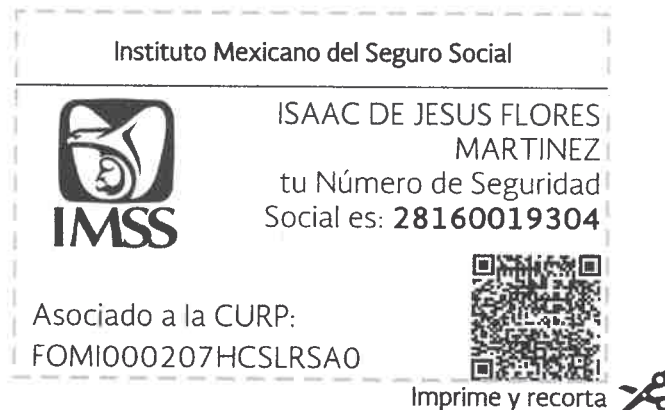 Instituto Mexicano del Seguro Social
ISAAC DE JESUS FLORES
MARTINEZ
tu Número de Seguridad
Social es: 28160019304
IMSS
Asociado a la CURP:
FOMI000207HCSLRSA0
Imprime y recorta